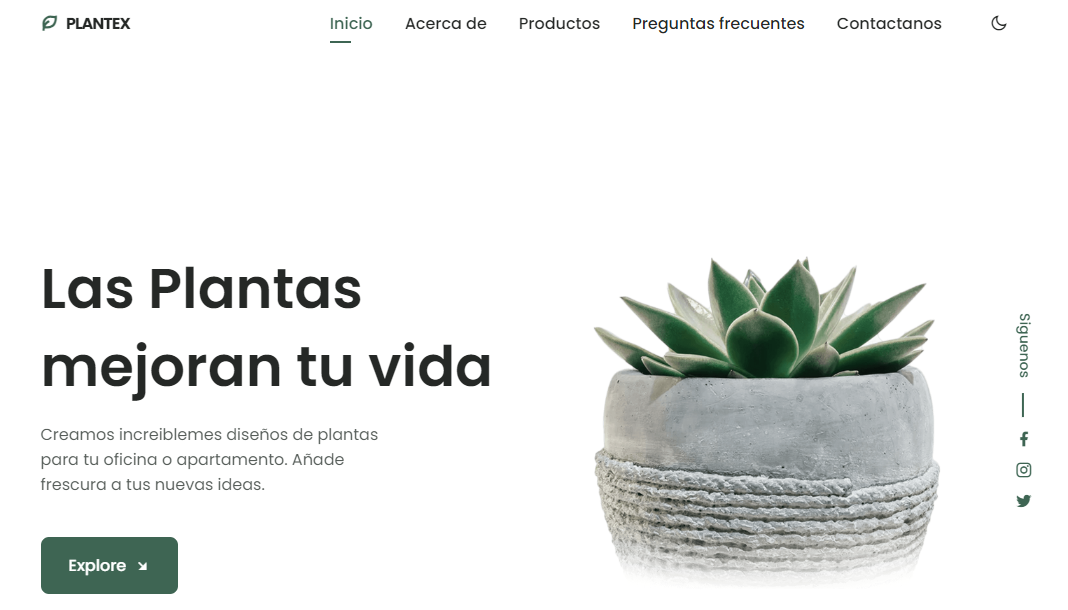 PLANTEX
Inicio
Acerca de
Productos
Preguntas frecuentes
Contactanos
Las Plantas
mejoran tu vida
Creamos increiblemes diseños de plantas
para tu oficina o apartamento. Añade
frescura a tus nuevas ideas.
Explore
Siguenos